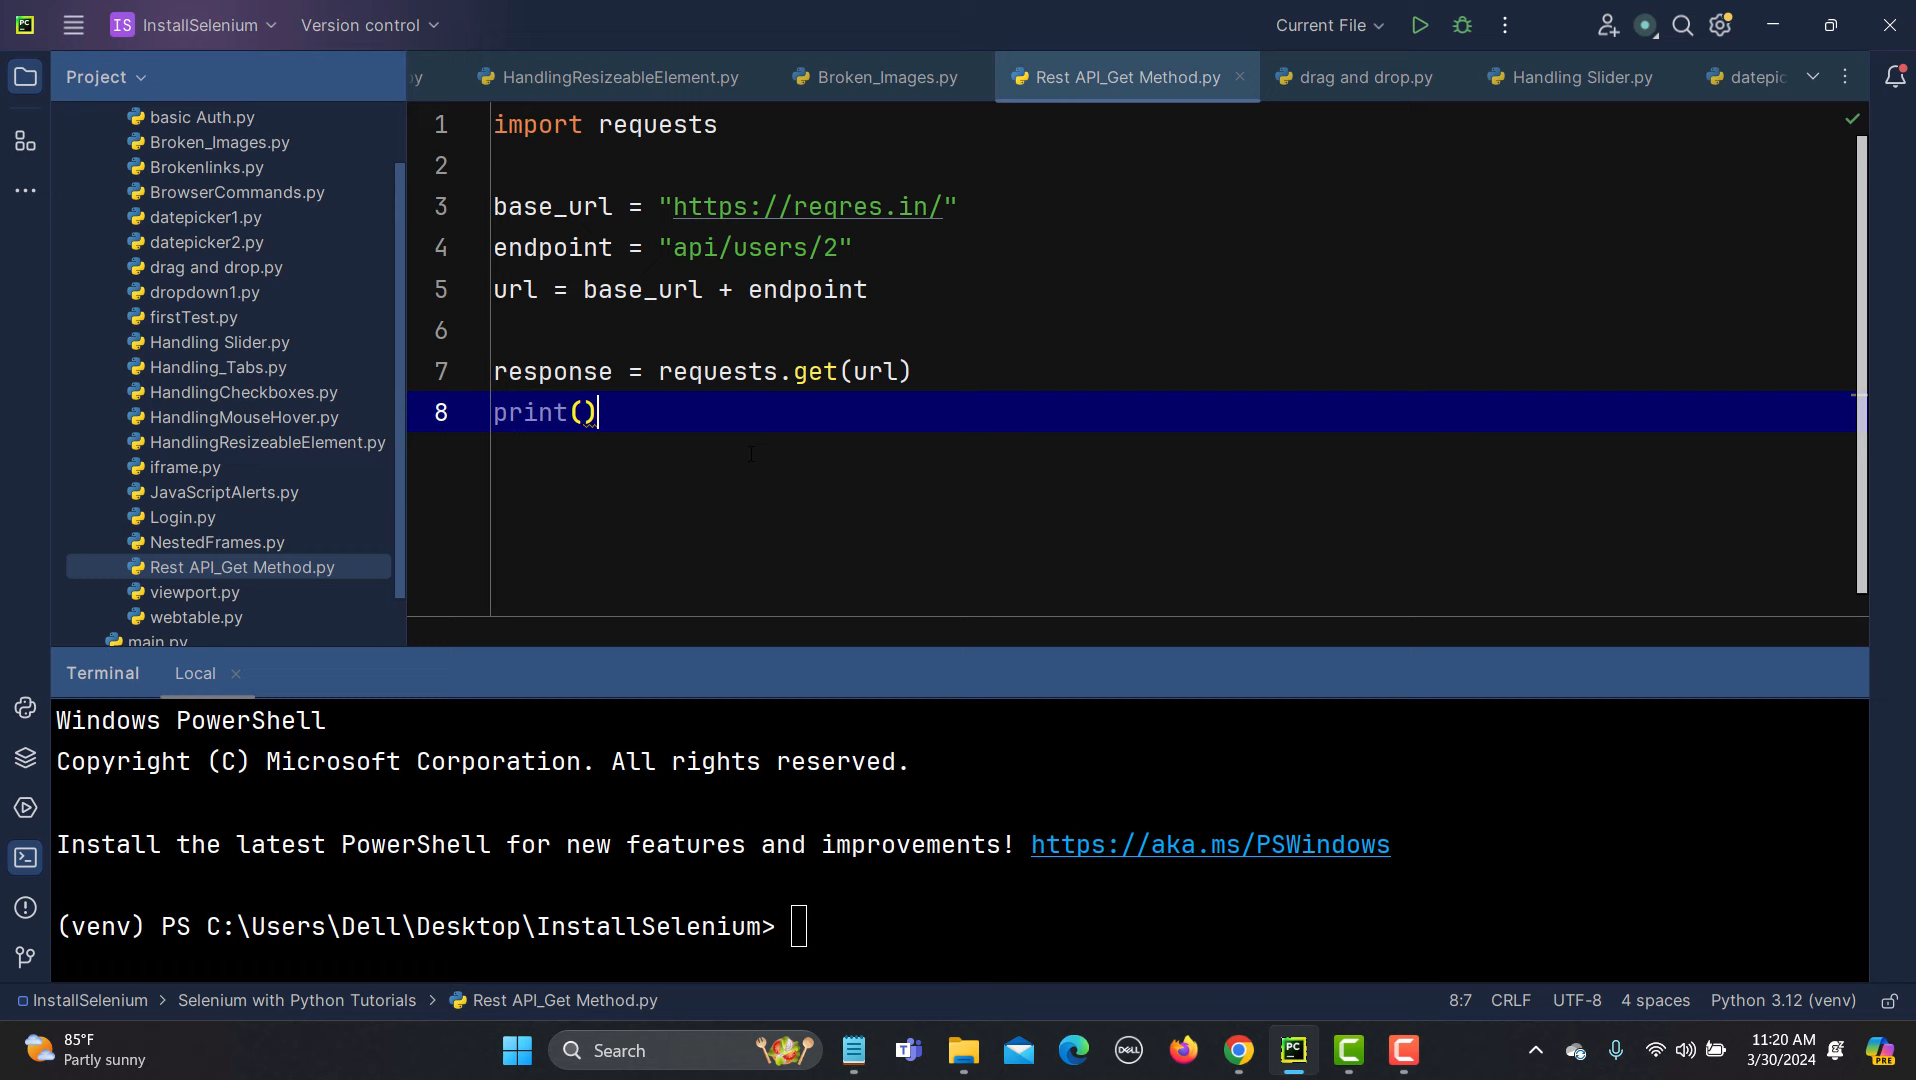 PC
IS InstallSelenium Version control Current File
Project
py HandlingResizeableElement.py Broken_Images.py Rest API_Get Method.py drag and drop.py Handling Slider.py datepic
basic Auth.py
Broken_Images.py
Brokenlinks.py
BrowserCommands.py
datepicker1.py
datepicker2.py
drag and drop.py
dropdown1.py
firstTest.py
Handling Slider.py
Handling_Tabs.py
HandlingCheckboxes.py
HandlingMouseHover.py
HandlingResizeableElement.py
iframe.py
JavaScriptAlerts.py
Login.py
NestedFrames.py
Rest API_Get Method.py
viewport.py
webtable.py
main.py
1 import requests
2
3 base_url = "https://reqres.in/"
4 endpoint = "api/users/2"
5 url = base_url + endpoint
6
7 response = requests.get(url)
8 print()
Terminal Local
Windows PowerShell
Copyright (C) Microsoft Corporation. All rights reserved.
Install the latest PowerShell for new features and improvements! https://aka.ms/PSWindows
(venv) PS C:\Users\Dell\Desktop\InstallSelenium>
InstallSelenium > Selenium with Python Tutorials > Rest API_Get Method.py 8:7 CRLF UTF-8 4 spaces Python 3.12 (venv)
85°F
Partly sunny
Search
DELL
PC
11:20 AM
3/30/2024
PRE